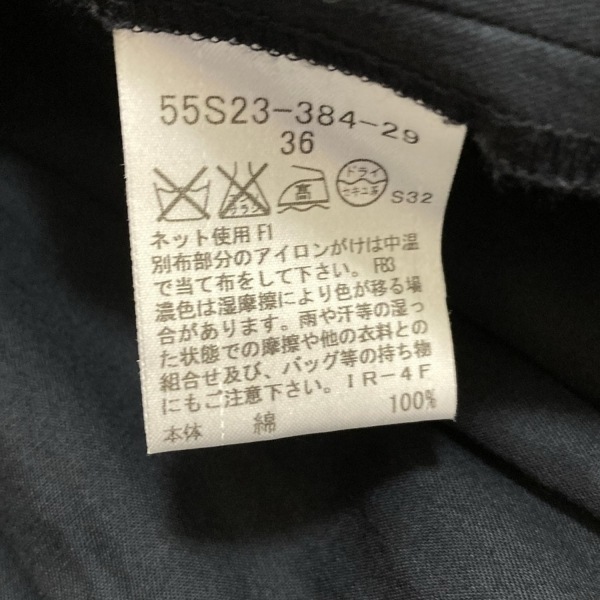 55S23-384-29
36
高 ドライ セキユ系
S32
ネット使用 F1
別布部分のアイロンがけは中温
で当て布をして下さい。FB3
濃色は湿摩擦により色が移る場
合があります。雨や汗等の湿っ
た状態での摩擦や他の衣料との
組合せ及び、バッグ等の持ち物
にもご注意下さい。IR-4F
本体 綿 100%